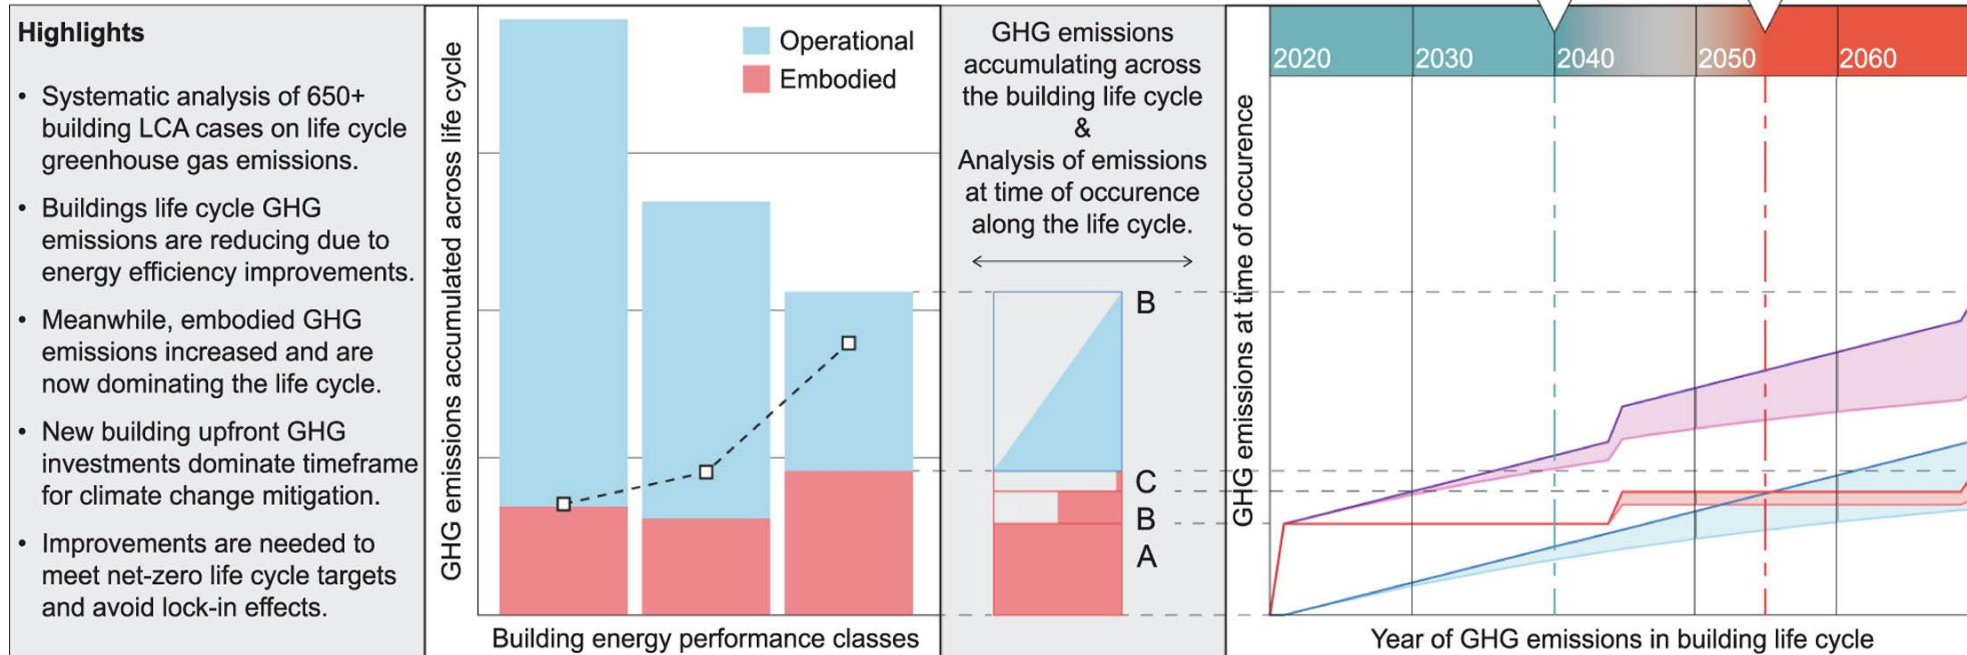 Highlights
• Systematic analysis of 650+
building LCA cases on life cycle
greenhouse gas emissions.
• Buildings life cycle GHG
emissions are reducing due to
energy efficiency improvements.
• Meanwhile, embodied GHG
emissions increased and are
now dominating the life cycle.
• New building upfront GHG
investments dominate timeframe
for climate change mitigation.
• Improvements are needed to
meet net-zero life cycle targets
and avoid lock-in effects.
GHG emissions accumulated across life cycle
Operational
Embodied
Building energy performance classes
GHG emissions
accumulating across
the building life cycle
&
Analysis of emissions
at time of occurence
along the life cycle.
B
C
B
A
GHG emissions at time of occurence
2020 2030 2040 2050 2060
Year of GHG emissions in building life cycle